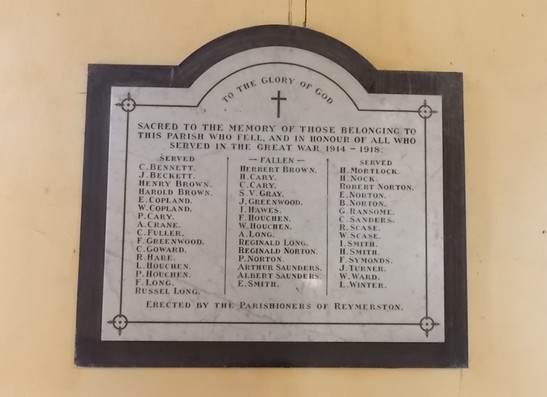 TO THE GLORY OF GOD
SACRED TO THE MEMORY OF THOSE BELONGING TO
THIS PARISH WHO FELL, AND IN HONOUR OF ALL WHO
SERVED IN THE GREAT WAR 1914 – 1918:
SERVED
C. BENNETT.
J. BECKETT.
HENRY BROWN.
HAROLD BROWN.
E. COPLAND.
W. COPLAND.
P. CARY.
A. CRANE.
C. FULLER.
F. GREENWOOD.
C. GOWARD.
R. HARE.
L. HOUCHEN.
P. HOUCHEN.
F. LONG.
RUSSEL LONG.
— FALLEN —
HERBERT BROWN.
H. CARY.
C. CARY.
S. V. GRAY.
J. GREENWOOD.
I. HAWES.
F. HOUCHEN.
W. HOUCHEN.
A. LONG.
REGINALD LONG.
REGINALD NORTON.
P. NORTON.
ARTHUR SAUNDERS.
ALBERT SAUNDERS.
E. SMITH.
SERVED
H. MORTLOCK.
H. NOCK.
ROBERT NORTON.
E. NORTON.
B. NORTON.
G. RANSOME.
C. SANDERS.
R. SCASE.
W. SCASE.
I. SMITH.
H. SMITH.
F. SYMONDS.
J. TURNER.
W. WARD.
L. WINTER.
ERECTED BY THE PARISHIONERS OF REYMERSTON.